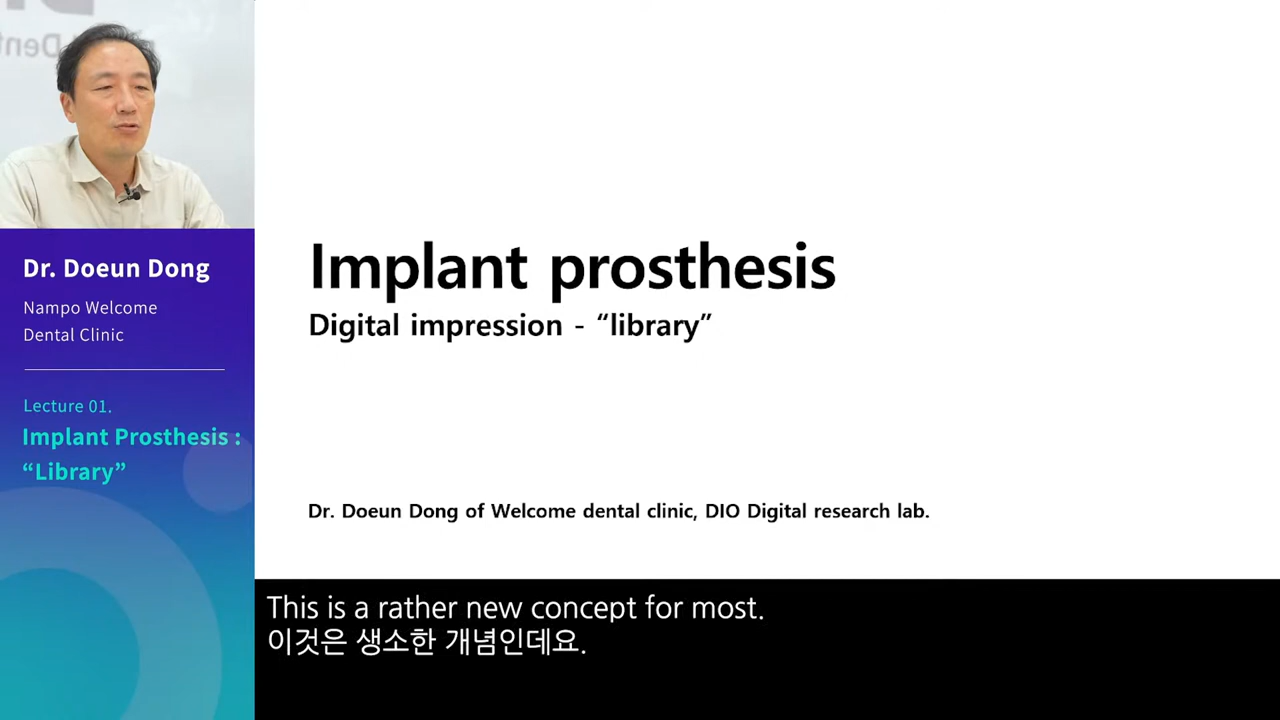 Dr. Doeun Dong
Nampo Welcome
Dental Clinic
Lecture 01.
Implant Prosthesis :
“Library”
Implant prosthesis
Digital impression - “library”
Dr. Doeun Dong of Welcome dental clinic, DIO Digital research lab.
This is a rather new concept for most.
이것은 생소한 개념인데요.